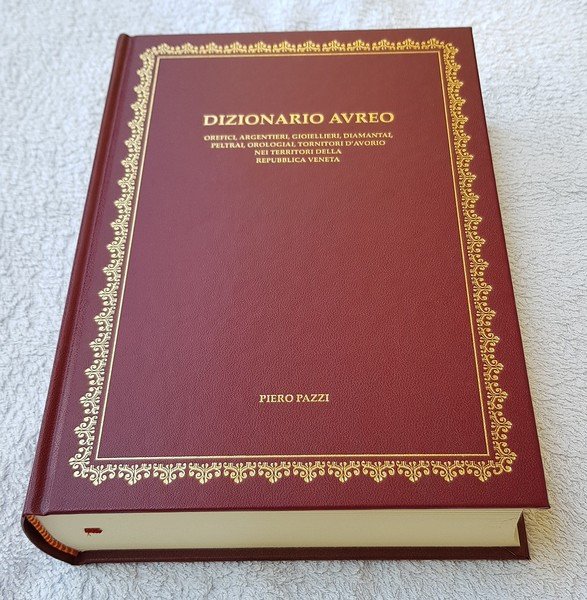 DIZIONARIO AVREO
OREFICI, ARGENTIERI, GIOIELLIERI, DIAMANTAI,
PELTRAI, OROLOGIAI, TORNITORI D'AVORIO
NEI TERRITORI DELLA
REPUBBLICA VENETA
PIERO PAZZI